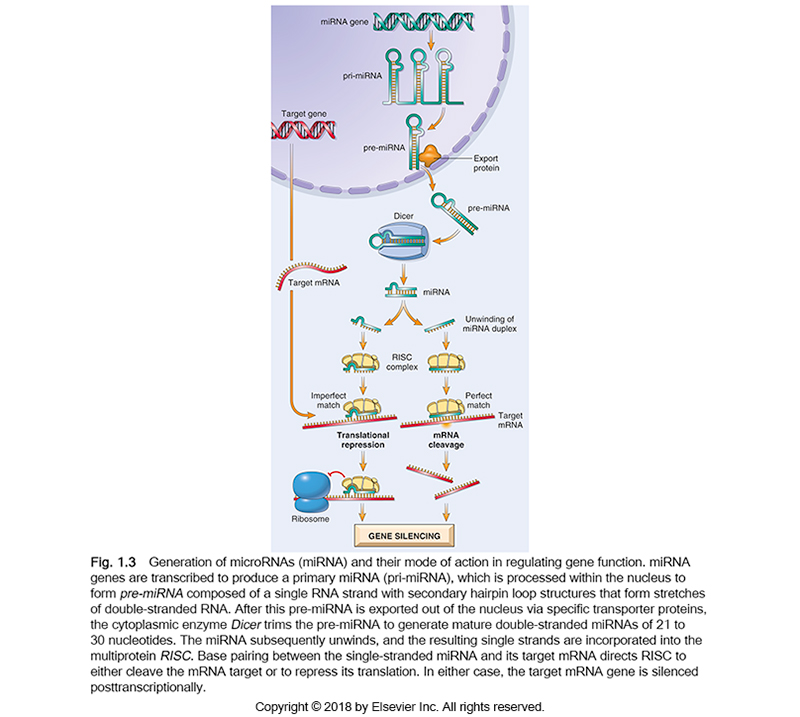 miRNA gene
pri-miRNA
Target gene
pre-miRNA
Export
protein
pre-miRNA
Dicer
Target mRNA
miRNA
Unwinding of
miRNA duplex
RISC
complex
Imperfect
match
Perfect
match
Target
mRNA
Translational
repression
mRNA
cleavage
Ribosome
GENE SILENCING
Fig. 1.3 Generation of microRNAs (miRNA) and their mode of action in regulating gene function. miRNA
genes are transcribed to produce a primary miRNA (pri-miRNA), which is processed within the nucleus to
form pre-miRNA composed of a single RNA strand with secondary hairpin loop structures that form stretches
of double-stranded RNA. After this pre-miRNA is exported out of the nucleus via specific transporter proteins,
the cytoplasmic enzyme Dicer trims the pre-miRNA to generate mature double-stranded miRNAs of 21 to
30 nucleotides. The miRNA subsequently unwinds, and the resulting single strands are incorporated into the
multiprotein RISC. Base pairing between the single-stranded miRNA and its target mRNA directs RISC to
either cleave the mRNA target or to repress its translation. In either case, the target mRNA gene is silenced
posttranscriptionally.
Copyright © 2018 by Elsevier Inc. All rights reserved.